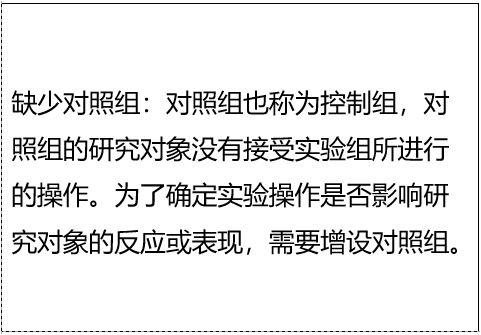 缺少对照组：对照组也称为控制组，对
照组的研究对象没有接受实验组所进行
的操作。为了确定实验操作是否影响研
究对象的反应或表现，需要增设对照组。